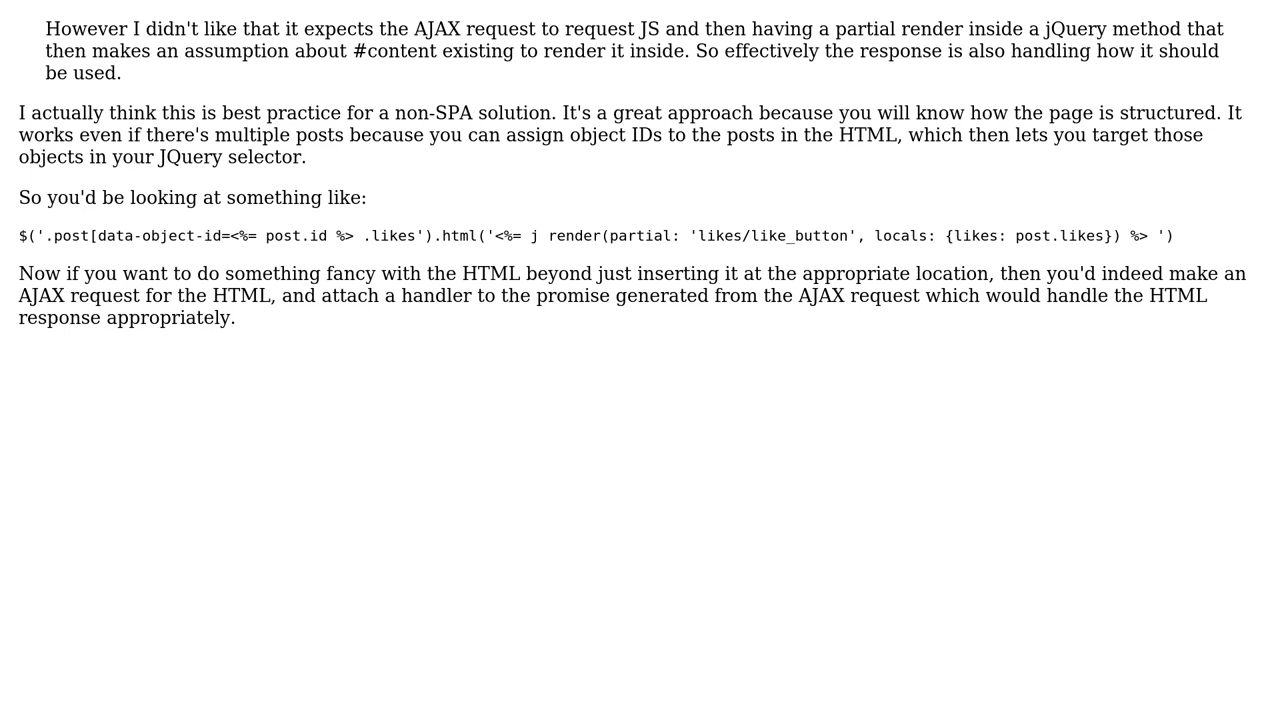 However I didn't like that it expects the AJAX request to request JS and then having a partial render inside a jQuery method that
then makes an assumption about #content existing to render it inside. So effectively the response is also handling how it should
be used.
I actually think this is best practice for a non-SPA solution. It's a great approach because you will know how the page is structured. It
works even if there's multiple posts because you can assign object IDs to the posts in the HTML, which then lets you target those
objects in your JQuery selector.
So you'd be looking at something like:
$('.post[data-object-id=<%= post.id %> .likes').html('<%= j render(partial: 'likes/like_button', locals: {likes: post.likes}) %> ')
Now if you want to do something fancy with the HTML beyond just inserting it at the appropriate location, then you'd indeed make an
AJAX request for the HTML, and attach a handler to the promise generated from the AJAX request which would handle the HTML
response appropriately.